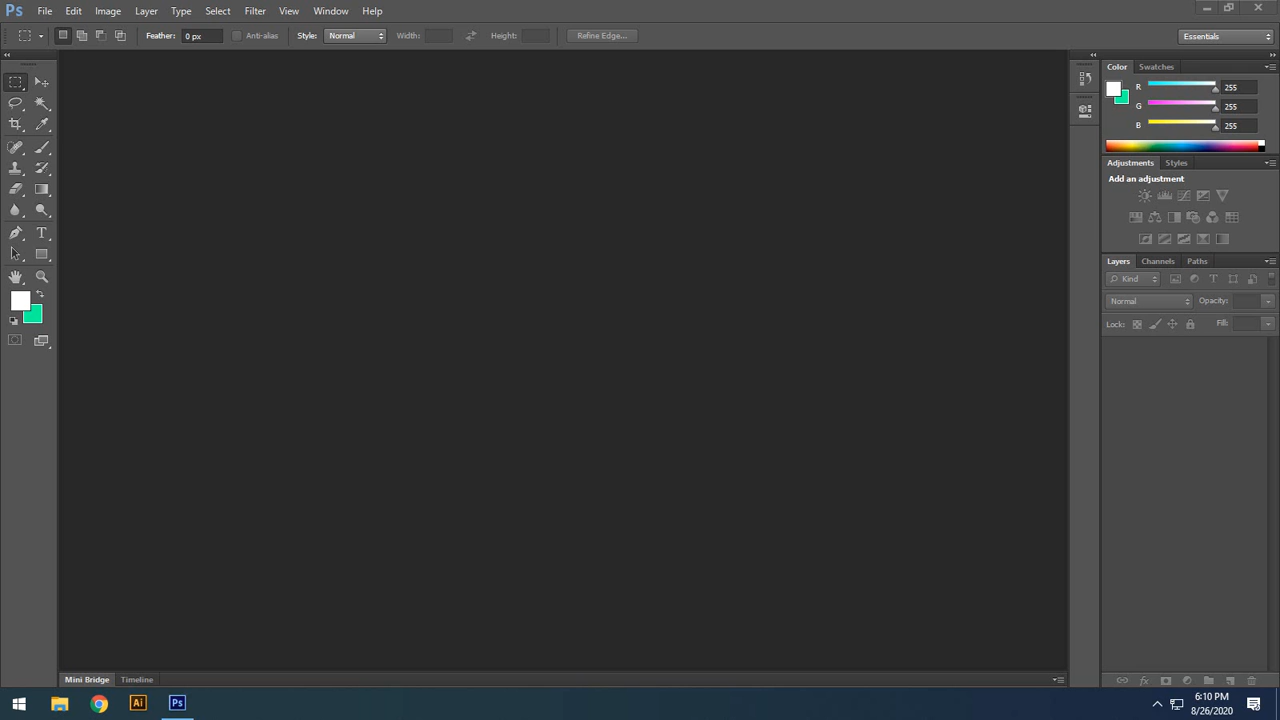 Ps File Edit Image Layer Type Select Filter View Window Help
Feather: 0 px Anti-alias Style: Normal Width: Height: Refine Edge... Essentials
Color Swatches
R 255
G 255
B 255
Adjustments Styles
Add an adjustment
Layers Channels Paths
Kind T
Normal Opacity:
Lock: Fill:
T
fx
Mini Bridge Timeline
Ai Ps
6:10 PM
8/26/2020